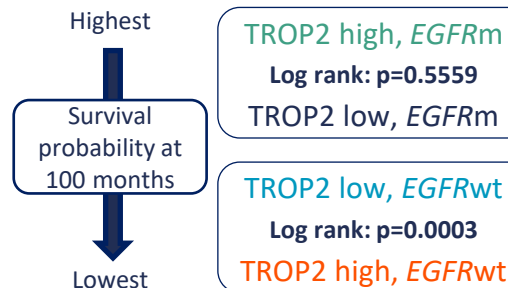 Highest
Survival
probability at
100 months
Lowest
TROP2 high, EGFRm
Log rank: p=0.5559
TROP2 low, EGFRm
TROP2 low, EGFRwt
Log rank: p=0.0003
TROP2 high, EGFRwt